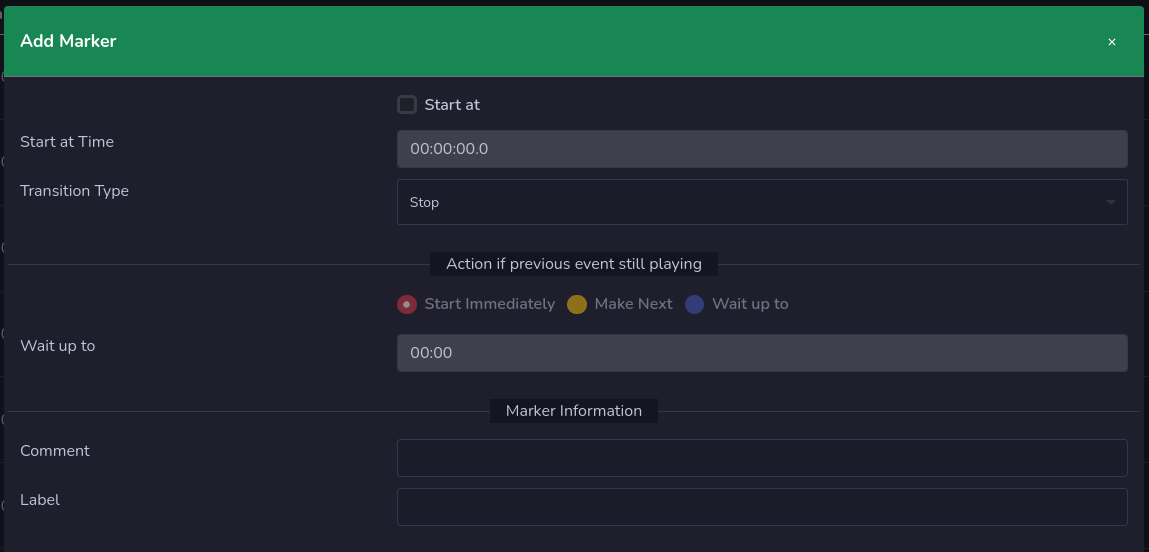 Add Marker
×
Start at
Start at Time
00:00:00.0
Transition Type
Stop
Action if previous event still playing
Start Immediately
Make Next
Wait up to
Wait up to
00:00
Marker Information
Comment
Label